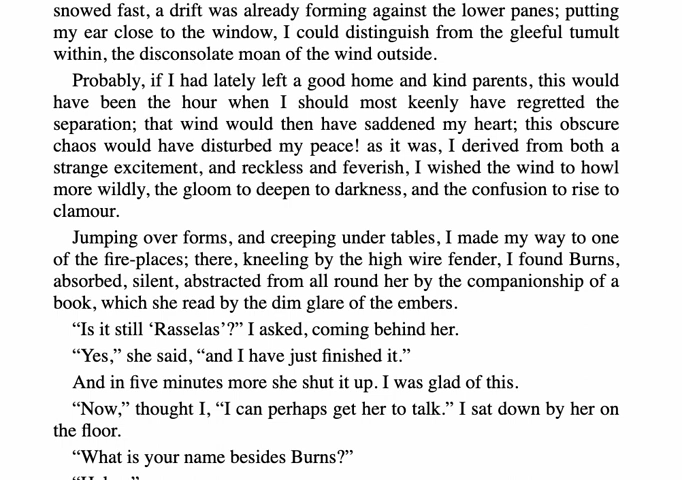 snowed fast, a drift was already forming against the lower panes; putting
my ear close to the window, I could distinguish from the gleeful tumult
within, the disconsolate moan of the wind outside.
Probably, if I had lately left a good home and kind parents, this would
have been the hour when I should most keenly have regretted the
separation; that wind would then have saddened my heart; this obscure
chaos would have disturbed my peace! as it was, I derived from both a
strange excitement, and reckless and feverish, I wished the wind to howl
more wildly, the gloom to deepen to darkness, and the confusion to rise to
clamour.
Jumping over forms, and creeping under tables, I made my way to one
of the fire-places; there, kneeling by the high wire fender, I found Burns,
absorbed, silent, abstracted from all round her by the companionship of a
book, which she read by the dim glare of the embers.
“Is it still ‘Rasselas’?” I asked, coming behind her.
“Yes,” she said, “and I have just finished it.”
And in five minutes more she shut it up. I was glad of this.
“Now,” thought I, “I can perhaps get her to talk.” I sat down by her on
the floor.
“What is your name besides Burns?”